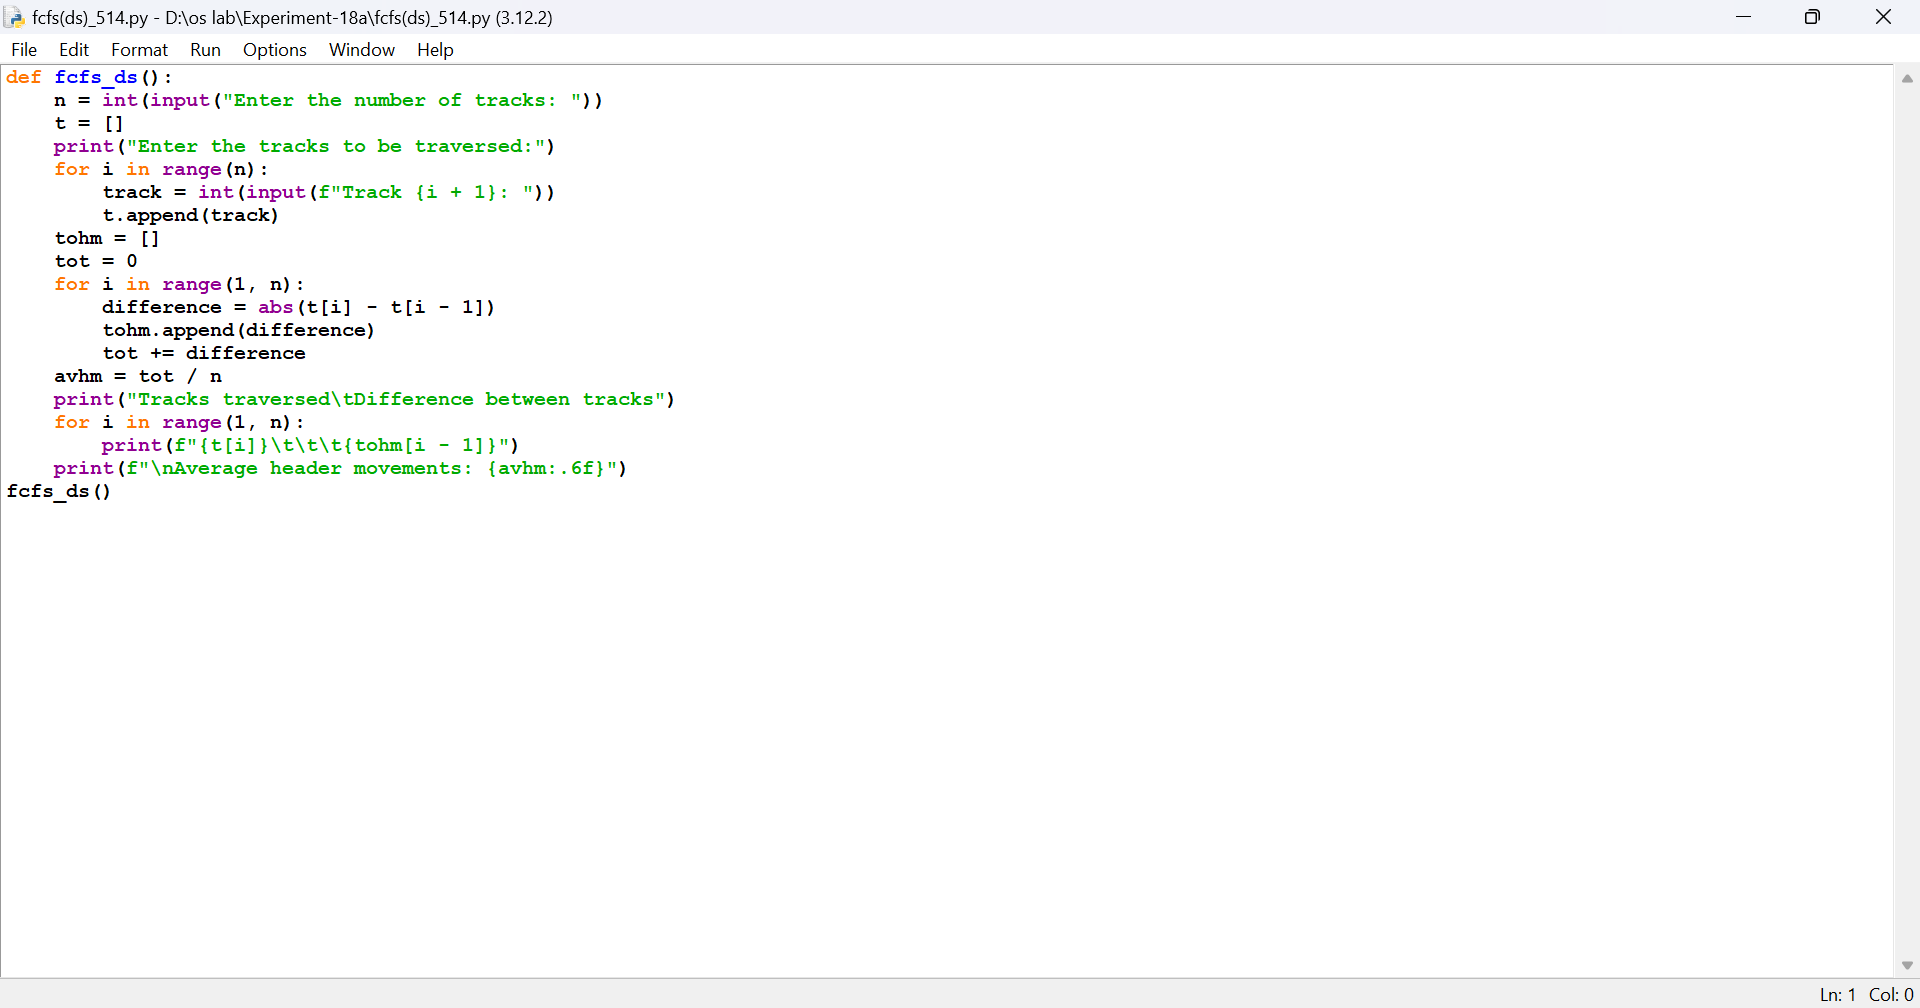 fcfs(ds)_514.py - D:\os lab\Experiment-18a\fcfs(ds)_514.py (3.12.2)
File Edit Format Run Options Window Help
def fcfs_ds():
    n = int(input("Enter the number of tracks: "))
    t = []
    print("Enter the tracks to be traversed:")
    for i in range(n):
        track = int(input(f"Track {i + 1}: "))
        t.append(track)
    tohm = []
    tot = 0
    for i in range(1, n):
        difference = abs(t[i] - t[i - 1])
        tohm.append(difference)
        tot += difference
    avhm = tot / n
    print("Tracks traversed\tDifference between tracks")
    for i in range(1, n):
        print(f"{t[i]}\t\t\t{tohm[i - 1]}")
    print(f"\nAverage header movements: {avhm:.6f}")
fcfs_ds()
Ln: 1 Col: 0